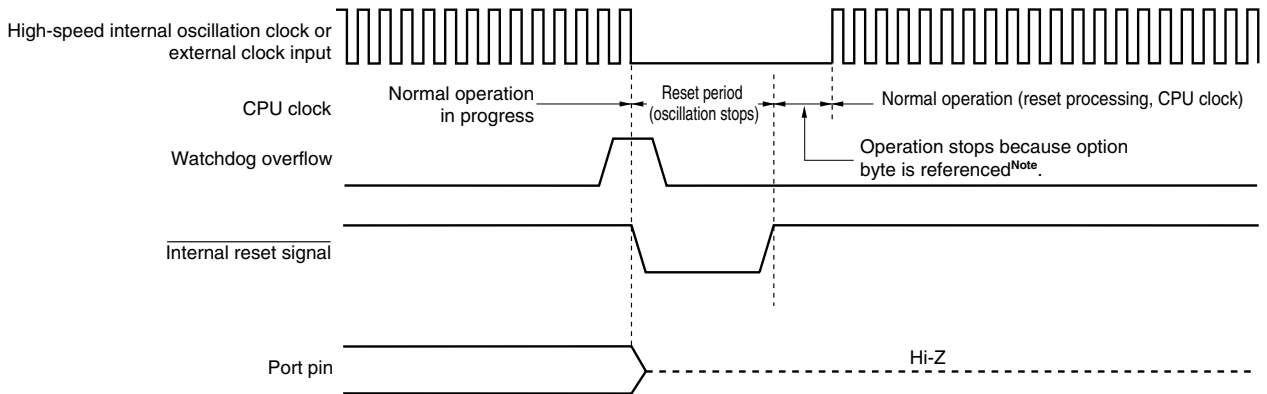 High-speed internal oscillation clock or
external clock input
CPU clock
Normal operation
in progress
Reset period
(oscillation stops)
Normal operation (reset processing, CPU clock)
Operation stops because option
byte is referencedNote.
Watchdog overflow
Internal reset signal
Port pin
Hi-Z